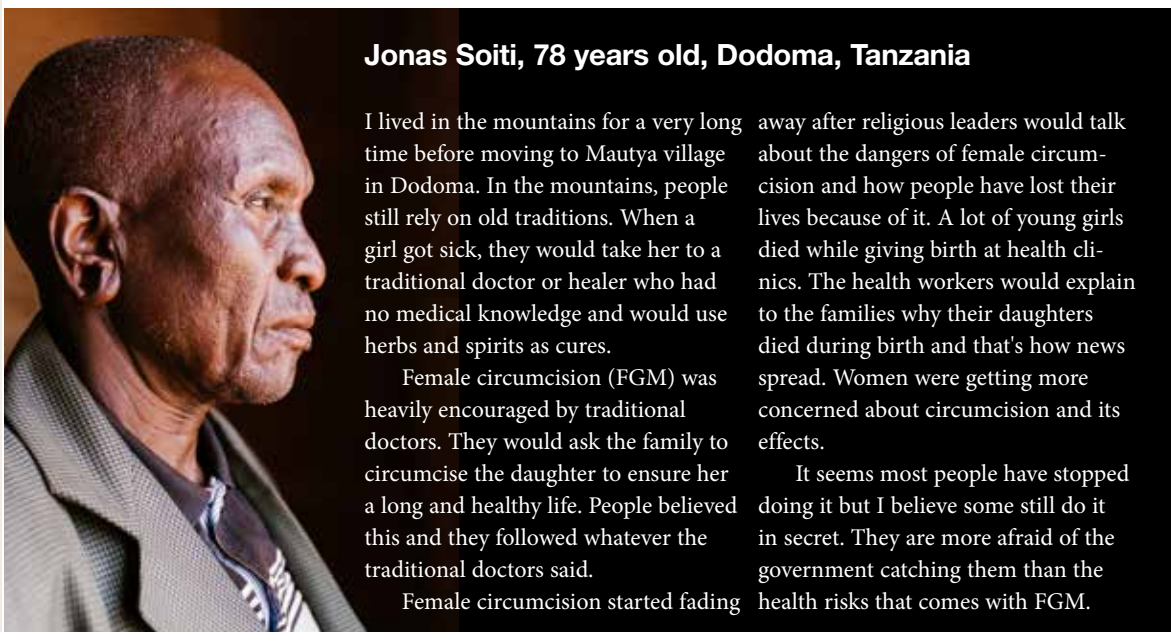 Jonas Soiti, 78 years old, Dodoma, Tanzania
I lived in the mountains for a very long
time before moving to Mautya village
in Dodoma. In the mountains, people
still rely on old traditions. When a
girl got sick, they would take her to a
traditional doctor or healer who had
no medical knowledge and would use
herbs and spirits as cures.
Female circumcision (FGM) was
heavily encouraged by traditional
doctors. They would ask the family to
circumcise the daughter to ensure her
a long and healthy life. People believed
this and they followed whatever the
traditional doctors said.
Female circumcision started fading
away after religious leaders would talk
about the dangers of female circum-
cision and how people have lost their
lives because of it. A lot of young girls
died while giving birth at health cli-
nics. The health workers would explain
to the families why their daughters
died during birth and that's how news
spread. Women were getting more
concerned about circumcision and its
effects.
It seems most people have stopped
doing it but I believe some still do it
in secret. They are more afraid of the
government catching them than the
health risks that comes with FGM.